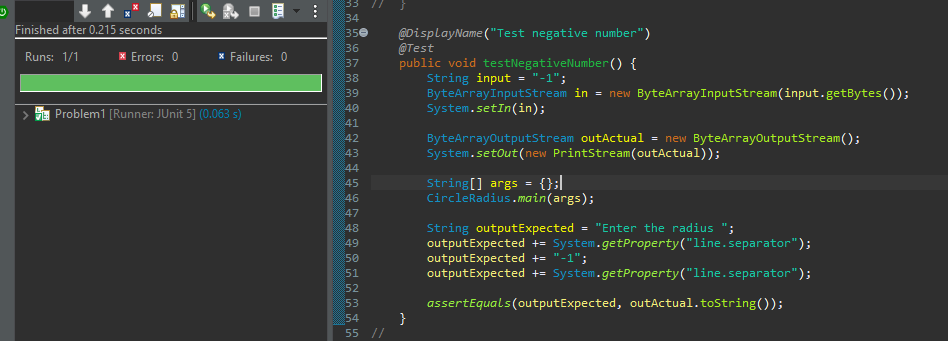 Finished after 0.215 seconds
Runs: 1/1 Errors: 0 Failures: 0
Problem1 [Runner: JUnit 5] (0.063 s)
33 // }
34
35 @DisplayName("Test negative number")
36 @Test
37 public void testNegativeNumber() {
38 String input = "-1";
39 ByteArrayInputStream in = new ByteArrayInputStream(input.getBytes());
40 System.setIn(in);
41
42 ByteArrayOutputStream outActual = new ByteArrayOutputStream();
43 System.setOut(new PrintStream(outActual));
44
45 String[] args = {};
46 CircleRadius.main(args);
47
48 String outputExpected = "Enter the radius ";
49 outputExpected += System.getProperty("line.separator");
50 outputExpected += "-1";
51 outputExpected += System.getProperty("line.separator");
52
53 assertEquals(outputExpected, outActual.toString());
54 }
55 //